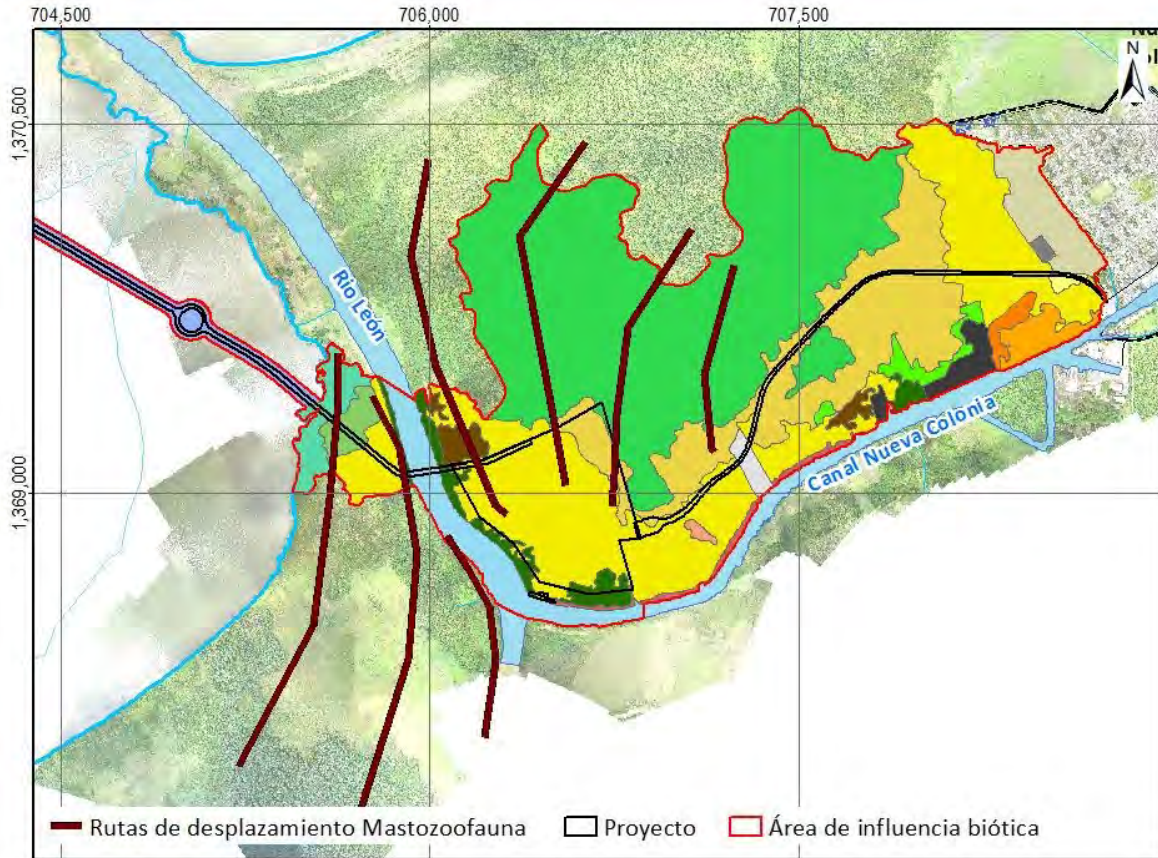 704,500
706,000
707,500
N
1,370,500
Río León
1,369,000
Canal Nueva Colonia
Rutas de desplazamiento Mastozoofauna
Proyecto
Área de influencia biótica